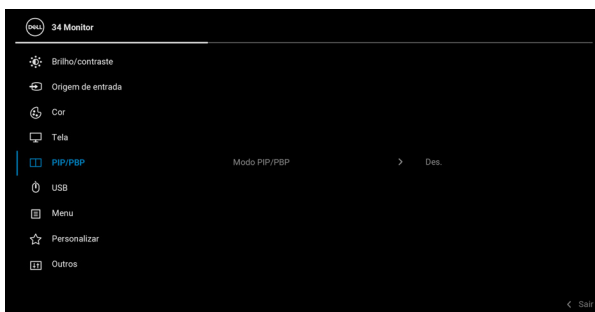 DELL 34 Monitor
Brilho/contraste
Origem de entrada
Cor
Tela
PIP/PBP Modo PIP/PBP Des.
USB
Menu
Personalizar
Outros
Sair